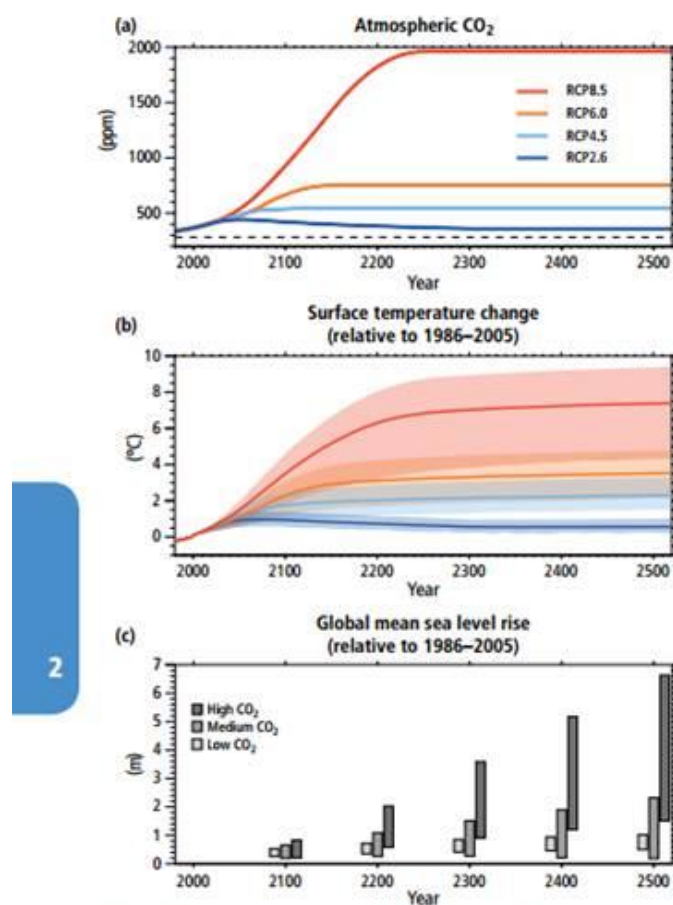 (a) Atmospheric CO₂
2000
1500
1000
500
(ppm)
RCP8.5
RCP6.0
RCP4.5
RCP2.6
2000 2100 2200 2300 2400 2500
Year
(b) Surface temperature change
(relative to 1986–2005)
10
8
6
4
2
0
(ºC)
2000 2100 2200 2300 2400 2500
Year
(c) Global mean sea level rise
(relative to 1986–2005)
7
6
5
4
3
2
1
0
(m)
High CO₂
Medium CO₂
Low CO₂
2000 2100 2200 2300 2400 2500
Year
2